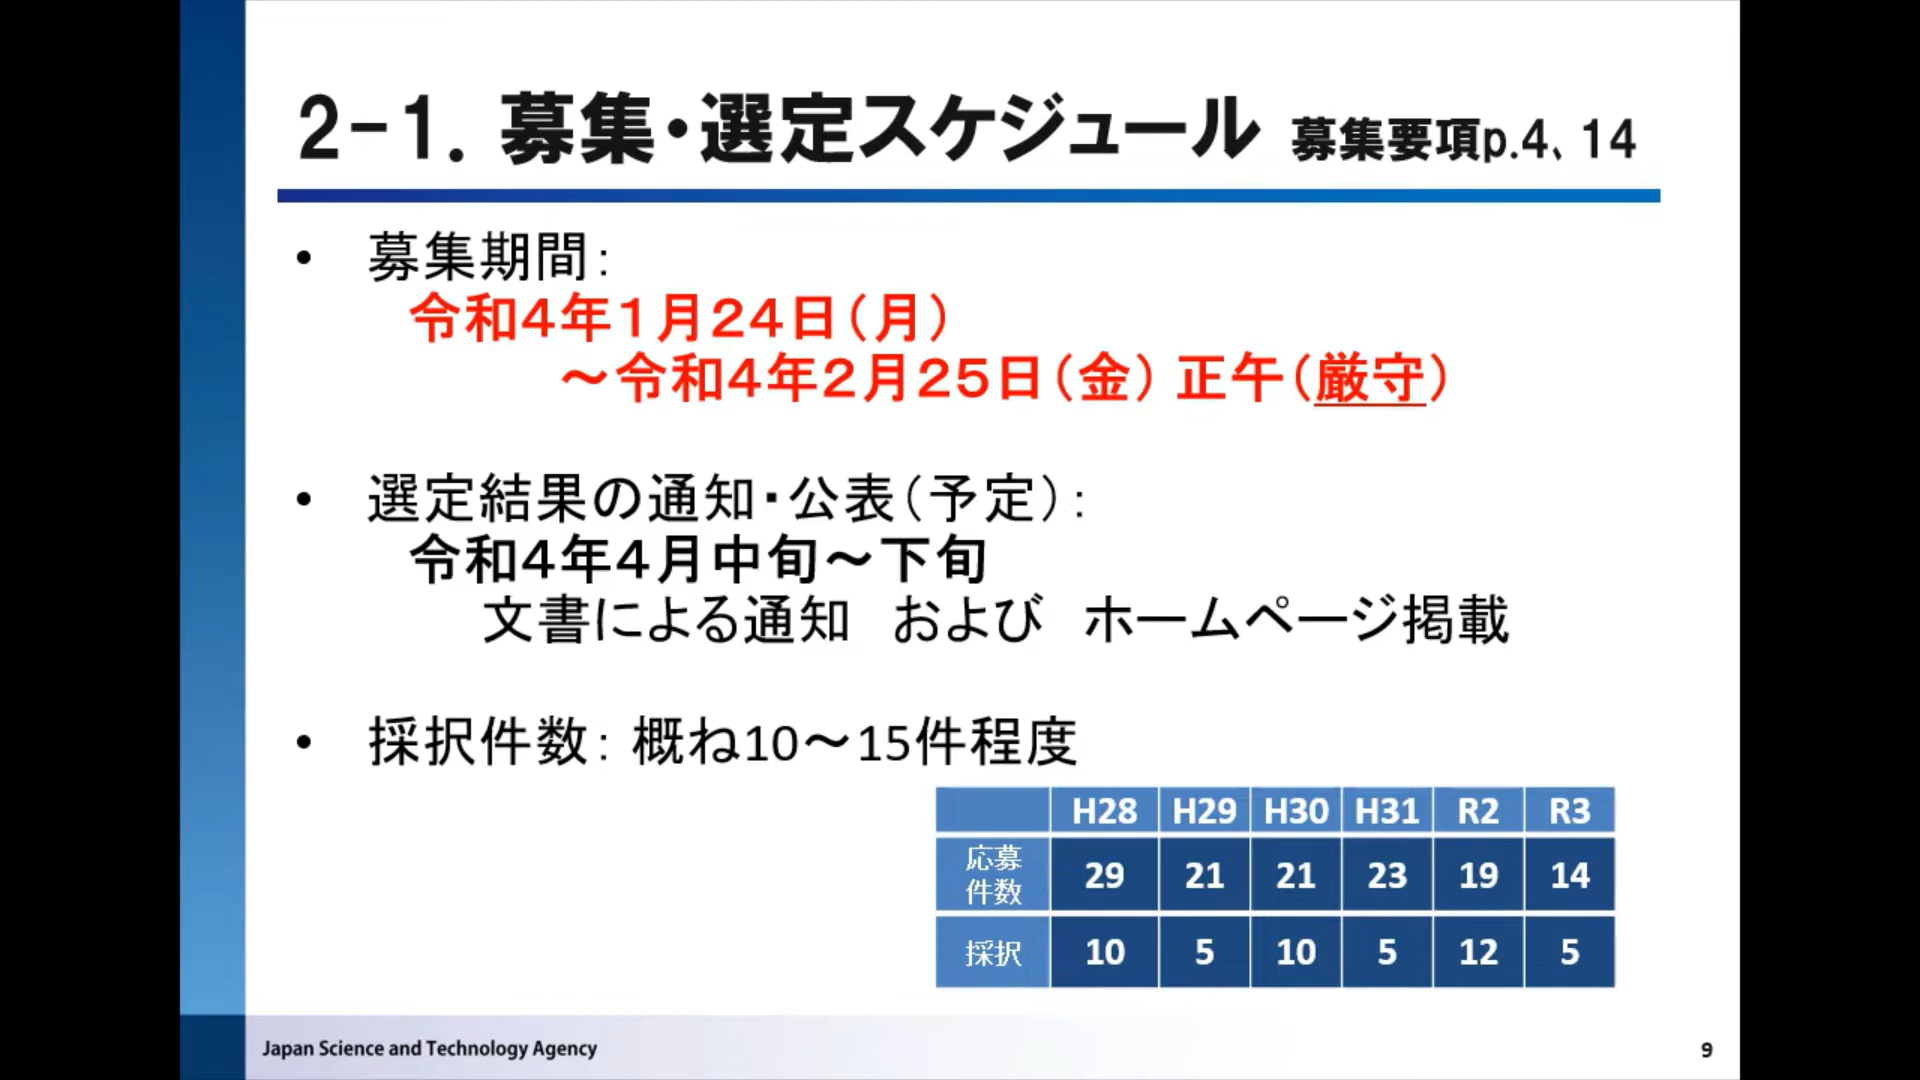 2-1. 募集・選定スケジュール 募集要項p.4、14
• 募集期間：
令和４年１月２４日（月）
～令和４年２月２５日（金） 正午（厳守）
• 選定結果の通知・公表（予定）：
令和４年４月中旬～下旬
文書による通知　および　ホームページ掲載
• 採択件数： 概ね10～15件程度
H28 H29 H30 H31 R2 R3
応募件数 29 21 21 23 19 14
採択 10 5 10 5 12 5
Japan Science and Technology Agency
9